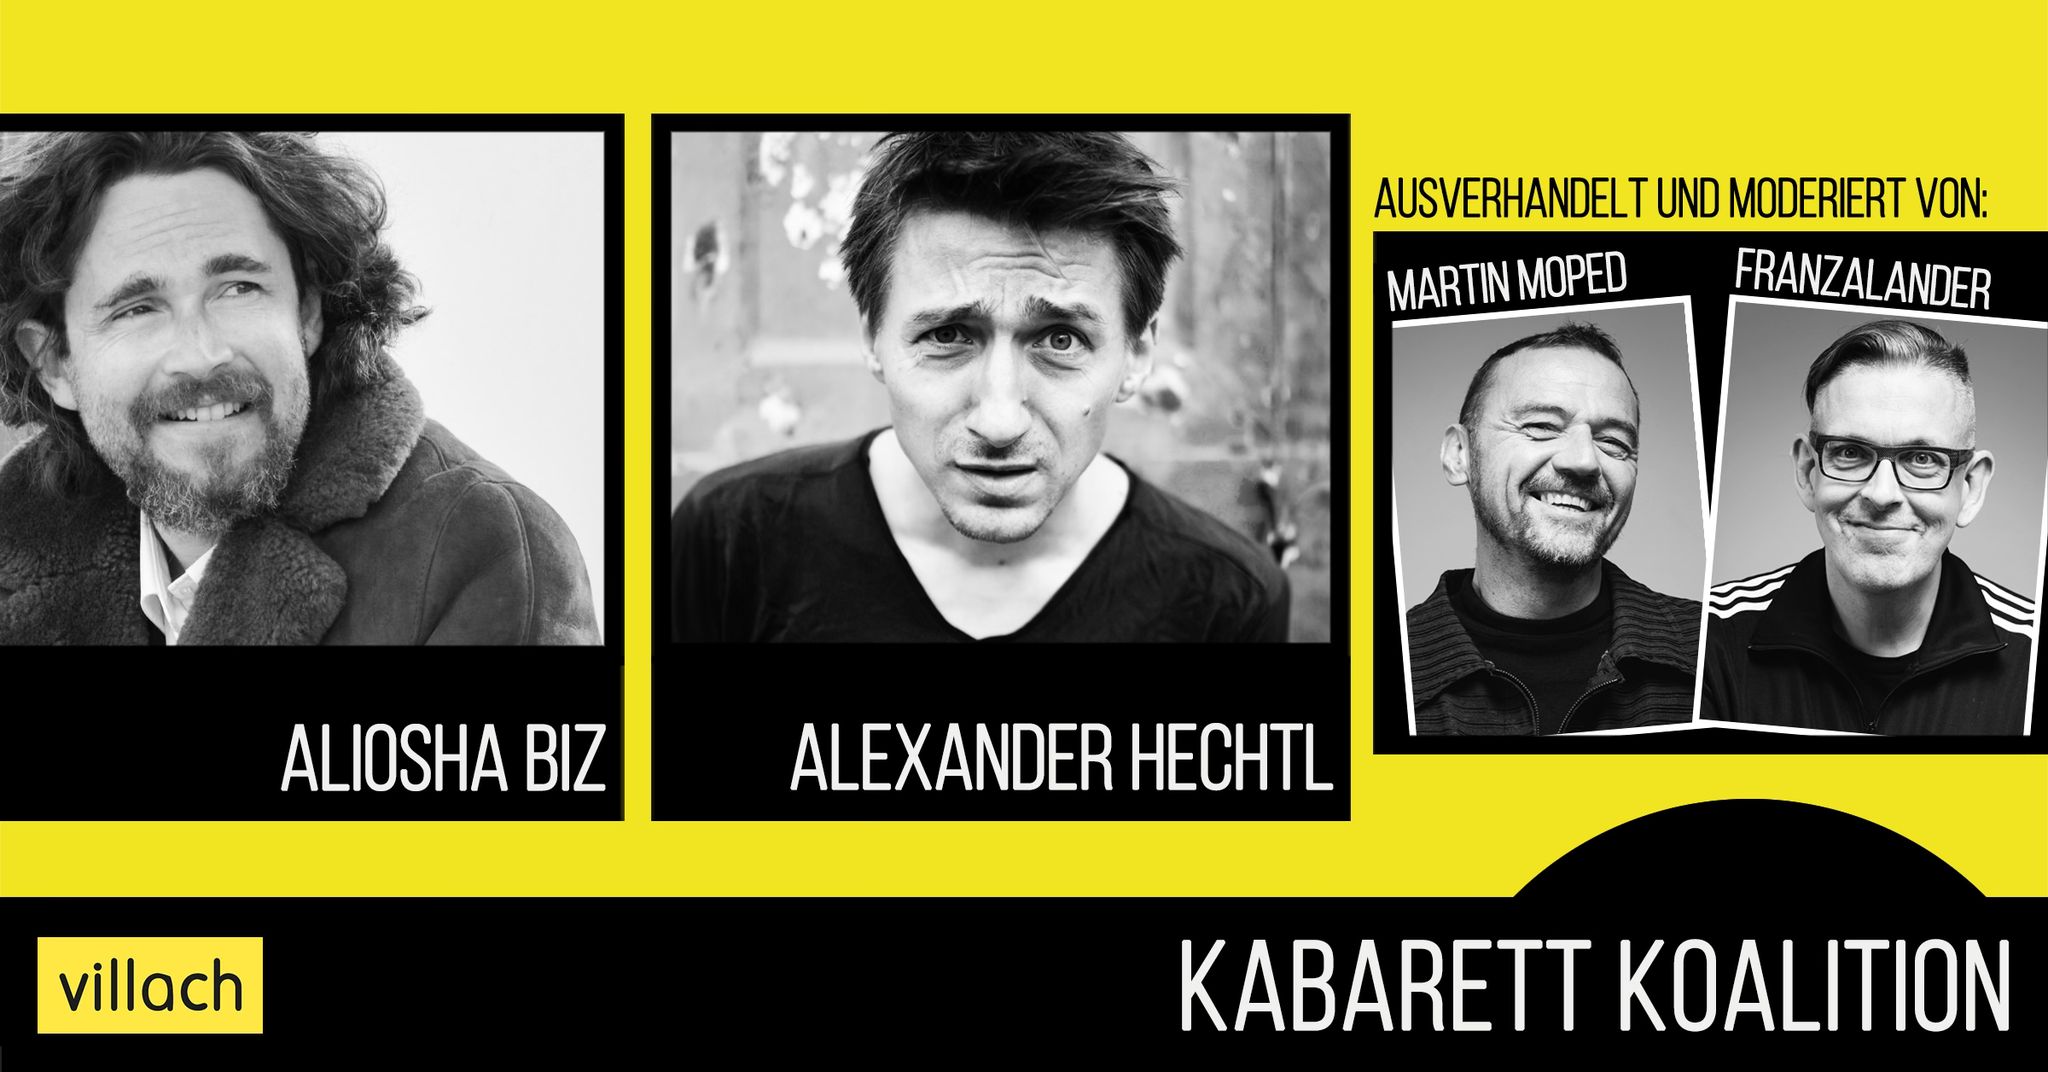 AUSVERHANDELT UND MODERIERT VON:
MARTIN MOPED
FRANZALANDER
ALIOSHA BIZ
ALEXANDER HECHTL
villach
KABARETT KOALITION